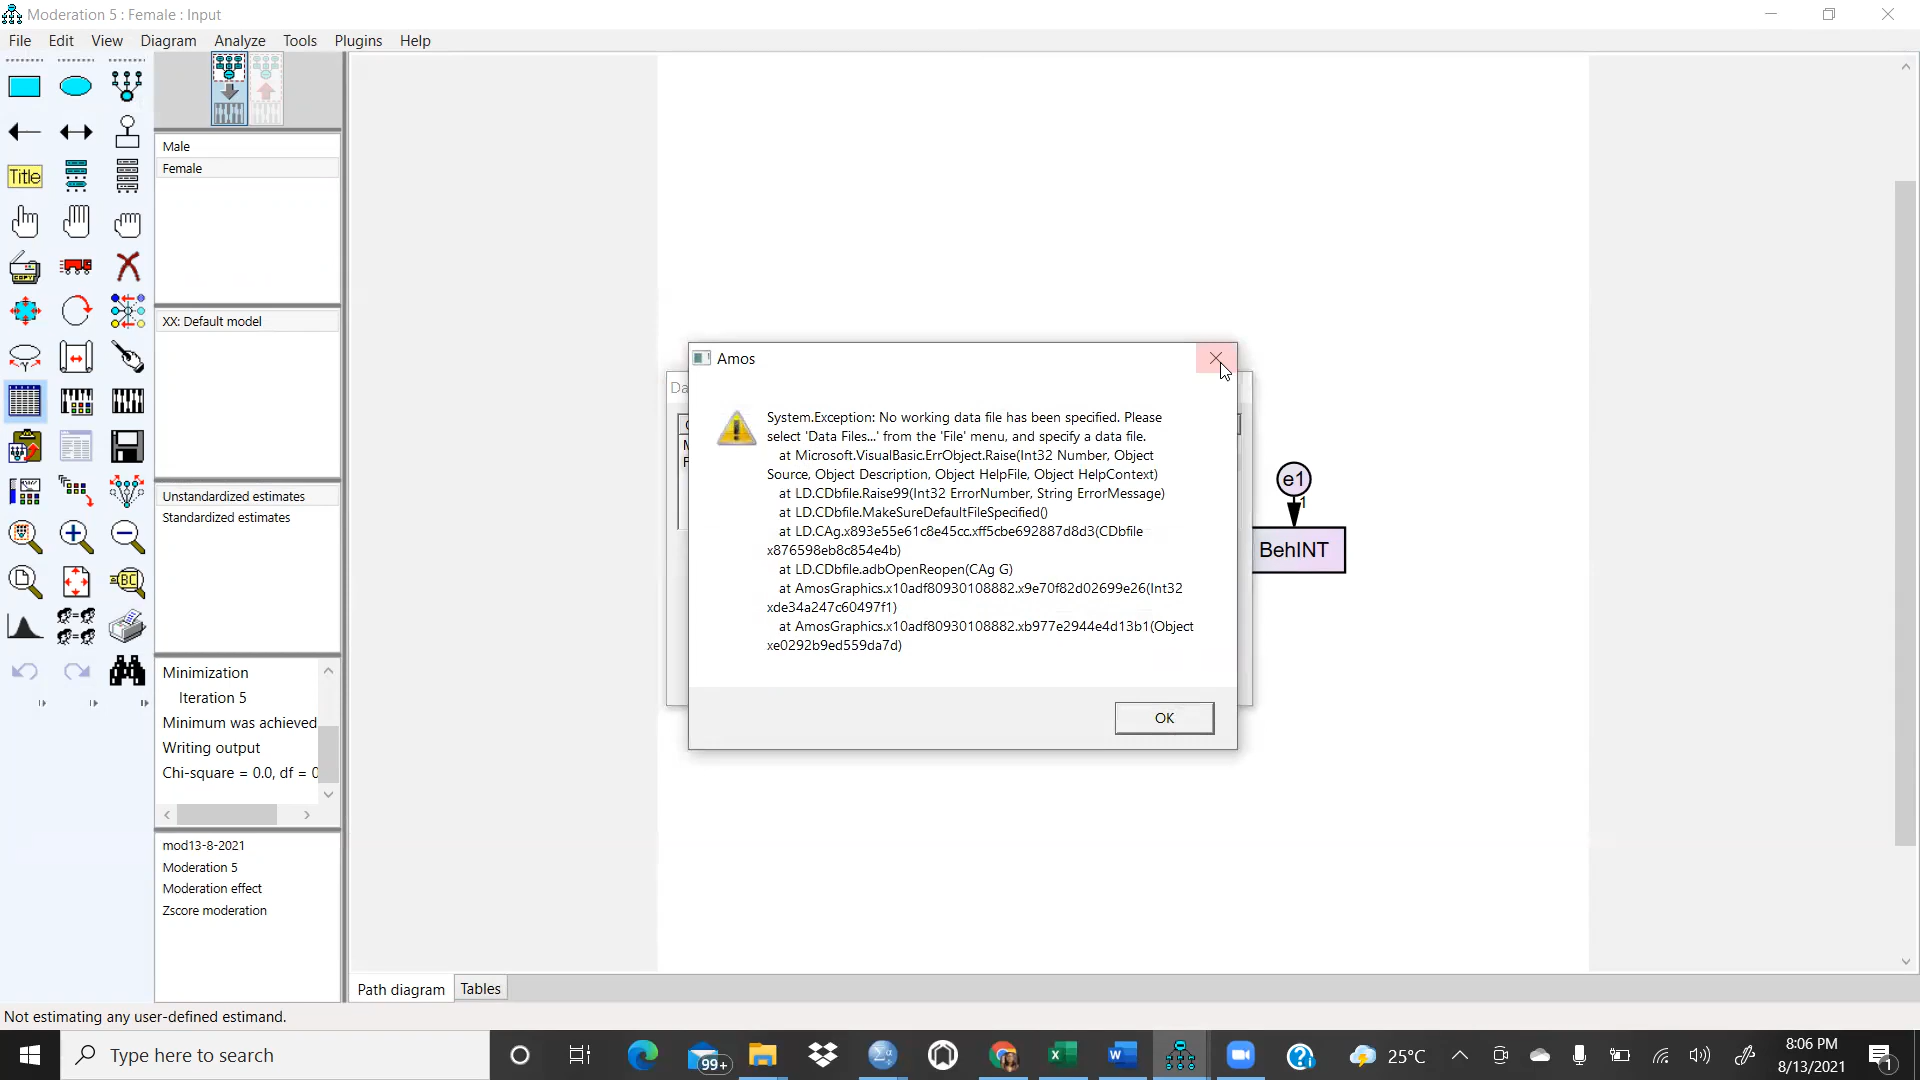 Moderation 5 : Female : Input
File Edit View Diagram Analyze Tools Plugins Help
Title
Male
Female
XX: Default model
Unstandardized estimates
Standardized estimates
Minimization
Iteration 5
Minimum was achieved
Writing output
Chi-square = 0.0, df = 0
mod13-8-2021
Moderation 5
Moderation effect
Zscore moderation
Da
Amos
System.Exception: No working data file has been specified. Please
select 'Data Files...' from the 'File' menu, and specify a data file.
at Microsoft.VisualBasic.ErrObject.Raise(Int32 Number, Object
Source, Object Description, Object HelpFile, Object HelpContext)
at LD.CDbfile.Raise99(Int32 ErrorNumber, String ErrorMessage)
at LD.CDbfile.MakeSureDefaultFileSpecified()
at LD.CAg.x893e55e61c8e45cc.xff5cbe692887d8d3(CDbfile
x876598eb8c854e4b)
at LD.CDbfile.adbOpenReopen(CAg G)
at AmosGraphics.x10adf80930108882.x9e70f82d02699e26(Int32
xde34a247c60497f1)
at AmosGraphics.x10adf80930108882.xb977e2944e4d13b1(Object
xe0292b9ed559da7d)
OK
e1
1
BehINT
Path diagram Tables
Not estimating any user-defined estimand.
Type here to search
99+
25°C
8:06 PM
8/13/2021
1